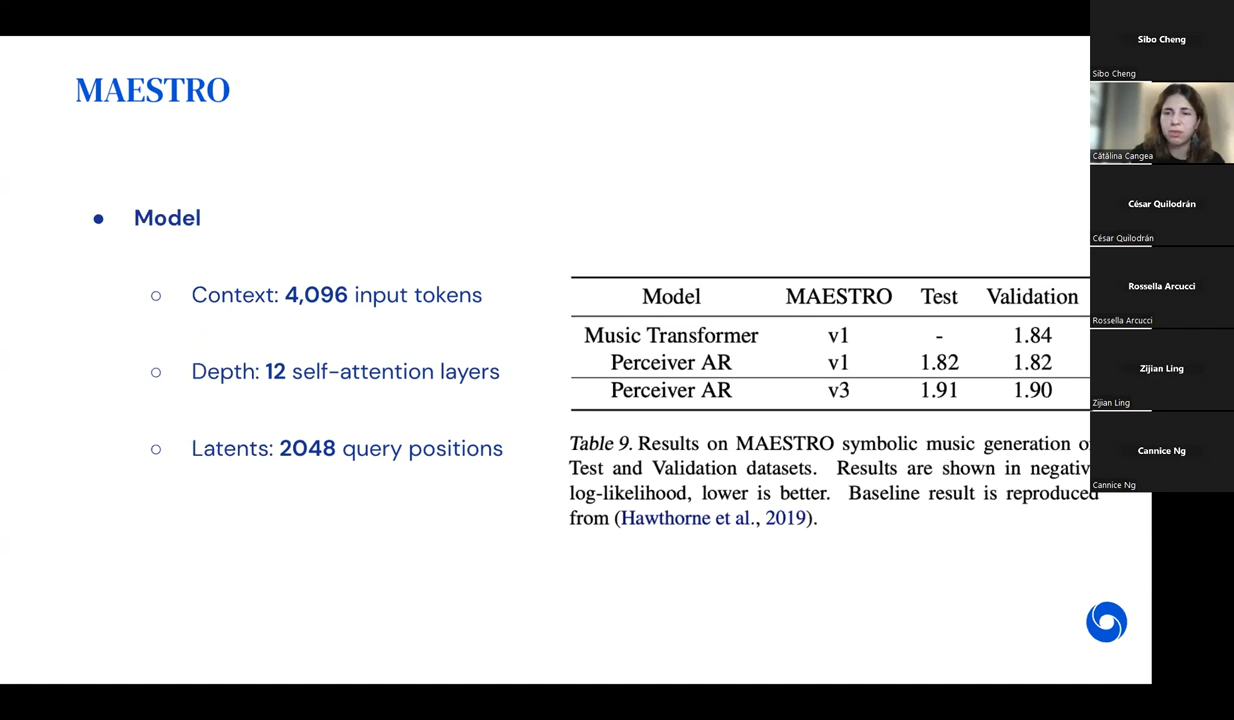 MAESTRO
● Model
○ Context: 4,096 input tokens
○ Depth: 12 self-attention layers
○ Latents: 2048 query positions
Model MAESTRO Test Validation
Music Transformer v1 - 1.84
Perceiver AR v1 1.82 1.82
Perceiver AR v3 1.91 1.90
Table 9. Results on MAESTRO symbolic music generation o
Test and Validation datasets. Results are shown in negativ
log-likelihood, lower is better. Baseline result is reproduced
from (Hawthorne et al., 2019).
Sibo Cheng
Sibo Cheng
Cătălina Cangea
César Quilodrán
César Quilodrán
Rossella Arcucci
Rossella Arcucci
Zijian Ling
Zijian Ling
Cannice Ng
Cannice Ng